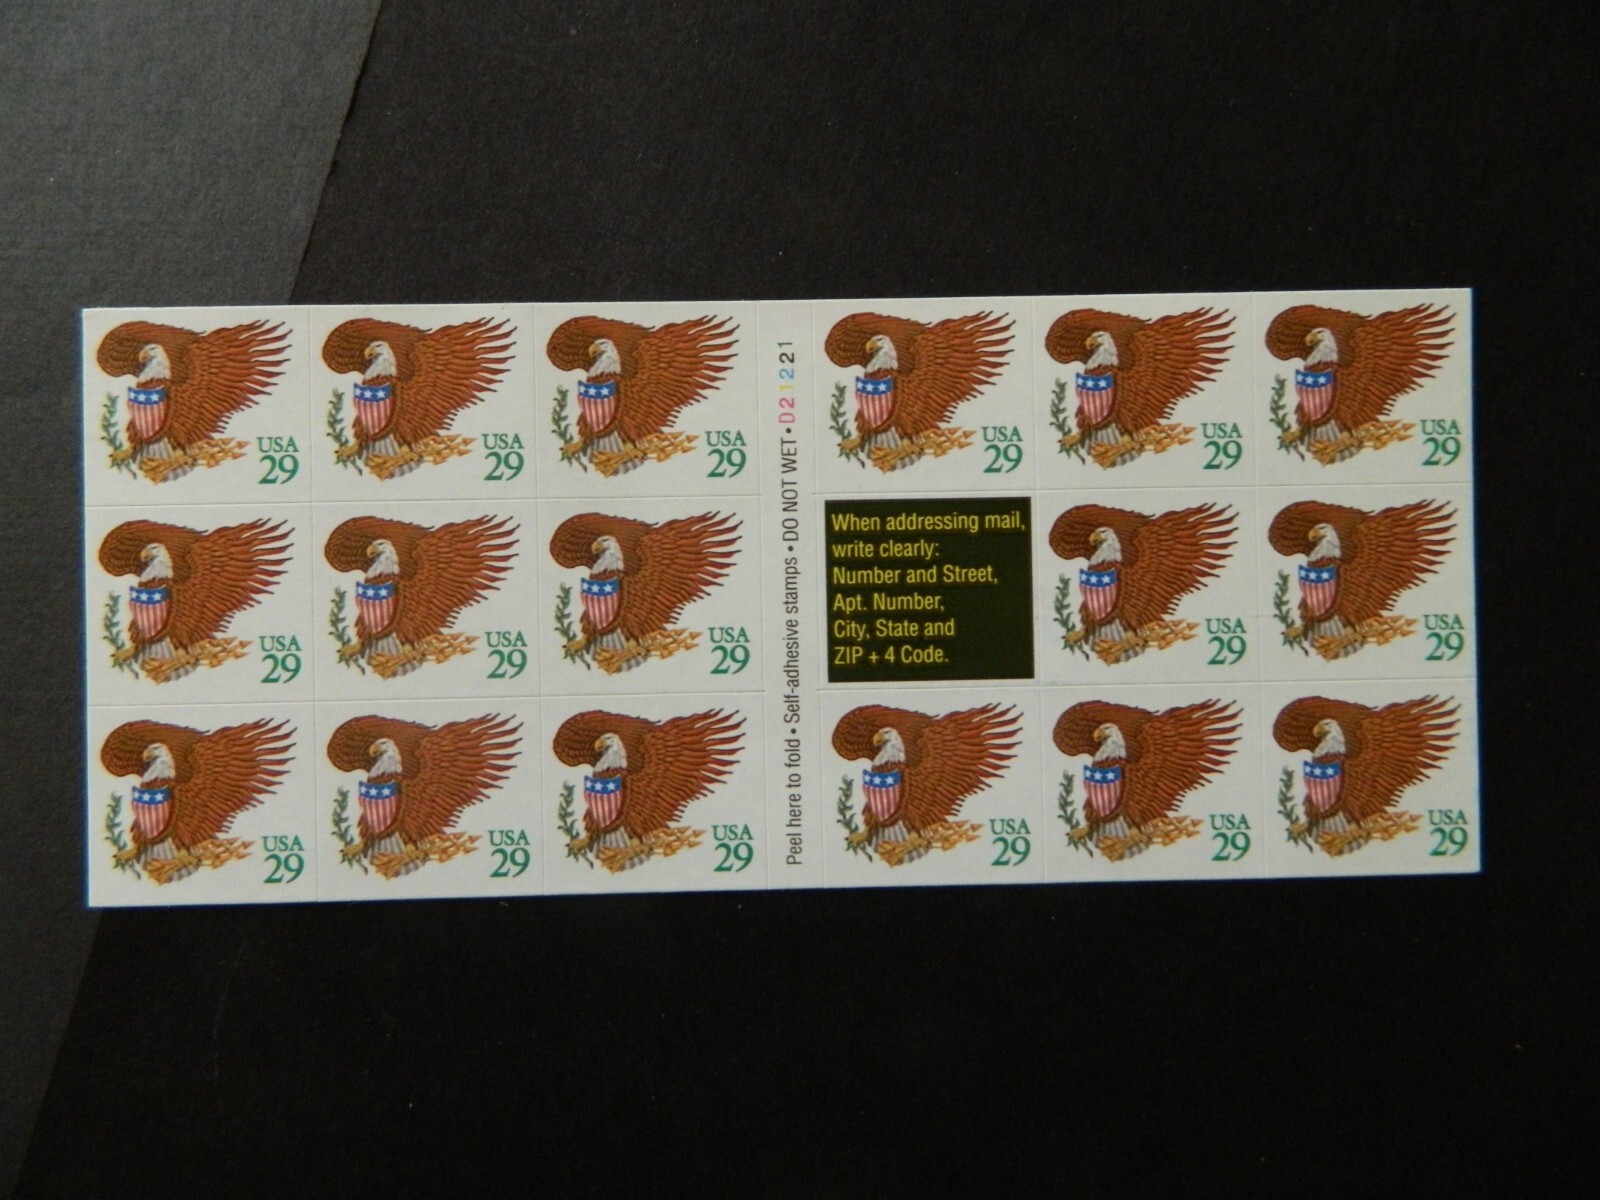 USA
29
USA
29
USA
29
USA
29
USA
29
USA
29
USA
29
USA
29
USA
29
When addressing mail,
write clearly:
Number and Street,
Apt. Number,
City, State and
ZIP + 4 Code.
USA
29
USA
29
USA
29
USA
29
USA
29
USA
29
USA
29
USA
29
Peel here to fold • Self-adhesive stamps • DO NOT WET • D21221